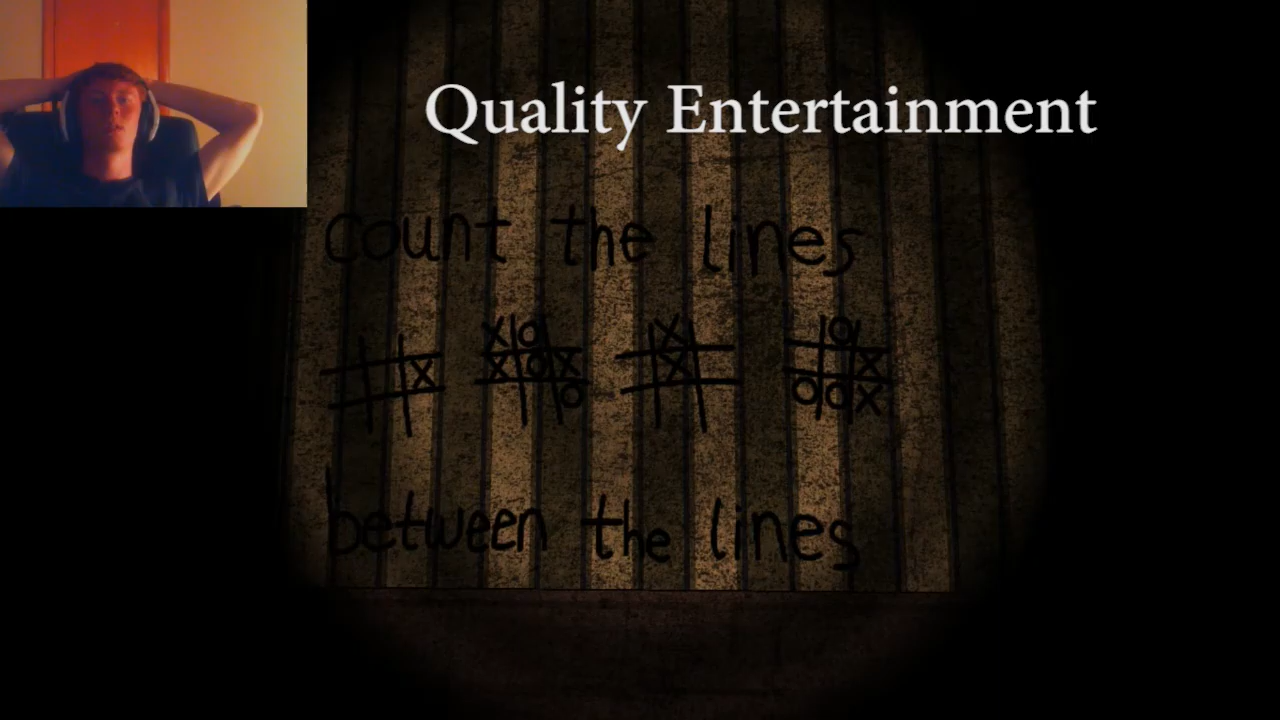 Quality Entertainment
Count the lines
X
X O
X O X
O
X
X
O
X
O O X
between the lines